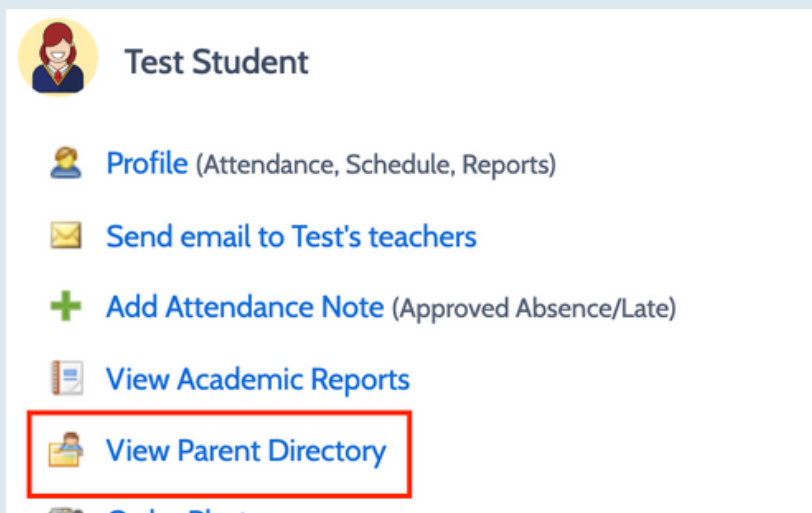 Test Student
Profile (Attendance, Schedule, Reports)
Send email to Test's teachers
Add Attendance Note (Approved Absence/Late)
View Academic Reports
View Parent Directory